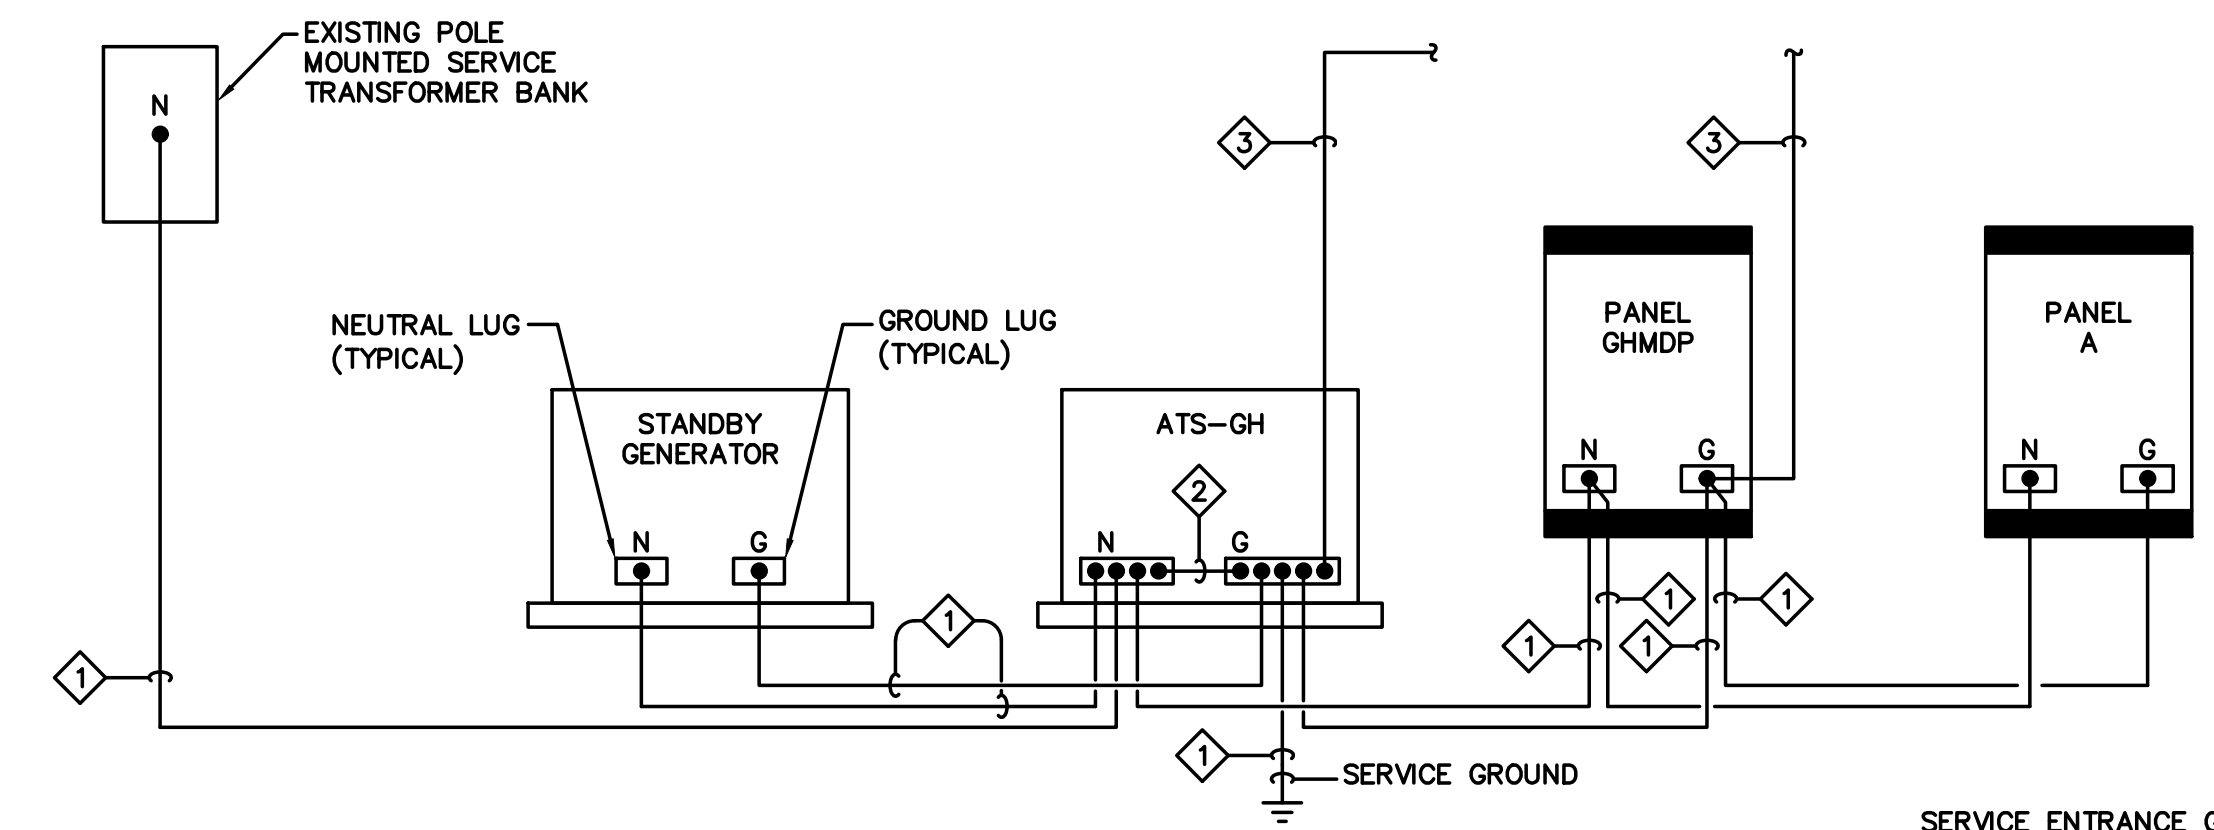 EXISTING POLE
MOUNTED SERVICE
TRANSFORMER BANK
N
3
3
NEUTRAL LUG
(TYPICAL)
GROUND LUG
(TYPICAL)
PANEL
GHMDP
PANEL
A
STANDBY
GENERATOR
ATS-GH
N
G
N
G
2
N
G
N
G
1
1
1
1
1
1
1
SERVICE GROUND
SERVICE ENTRANCE